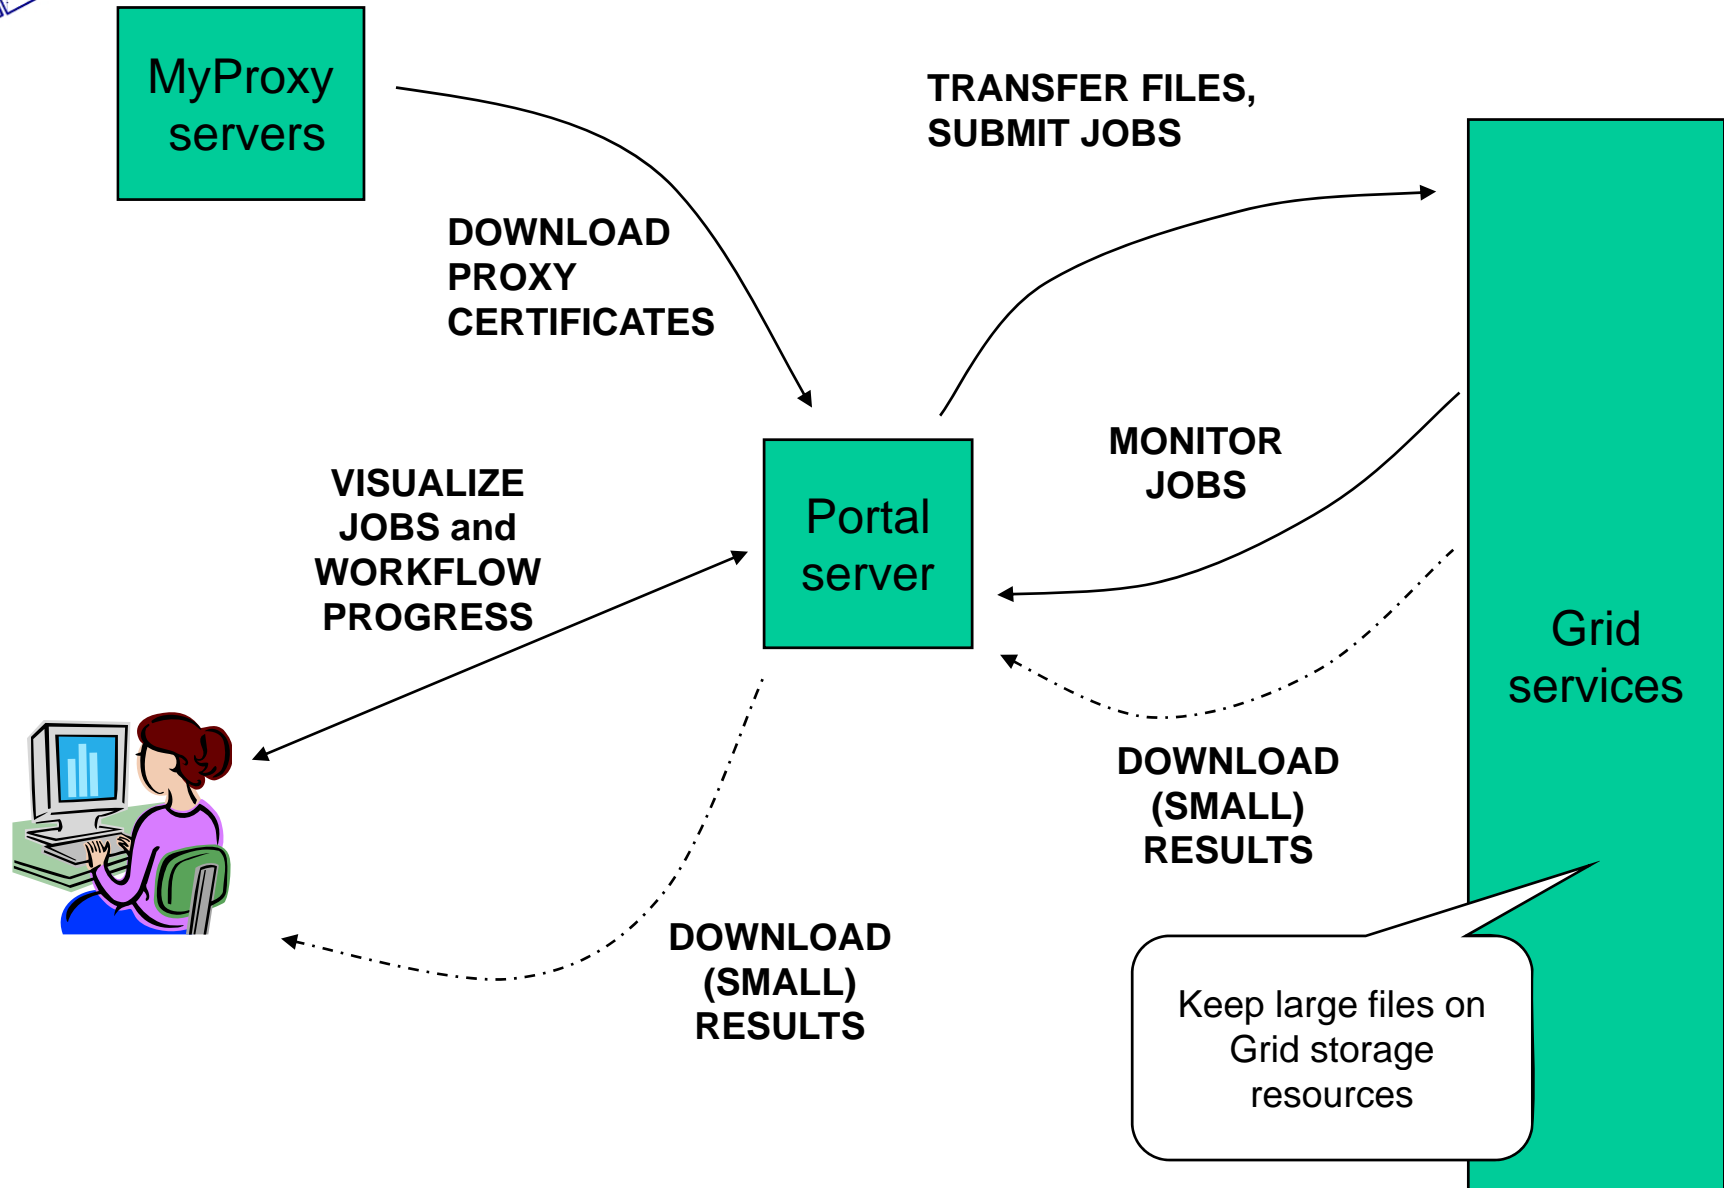 MyProxy
servers
TRANSFER FILES,
SUBMIT JOBS
DOWNLOAD
PROXY
CERTIFICATES
MONITOR
JOBS
VISUALIZE
JOBS and
WORKFLOW
PROGRESS
Portal
server
Grid
services
DOWNLOAD
(SMALL)
RESULTS
DOWNLOAD
(SMALL)
RESULTS
Keep large files on
Grid storage
resources